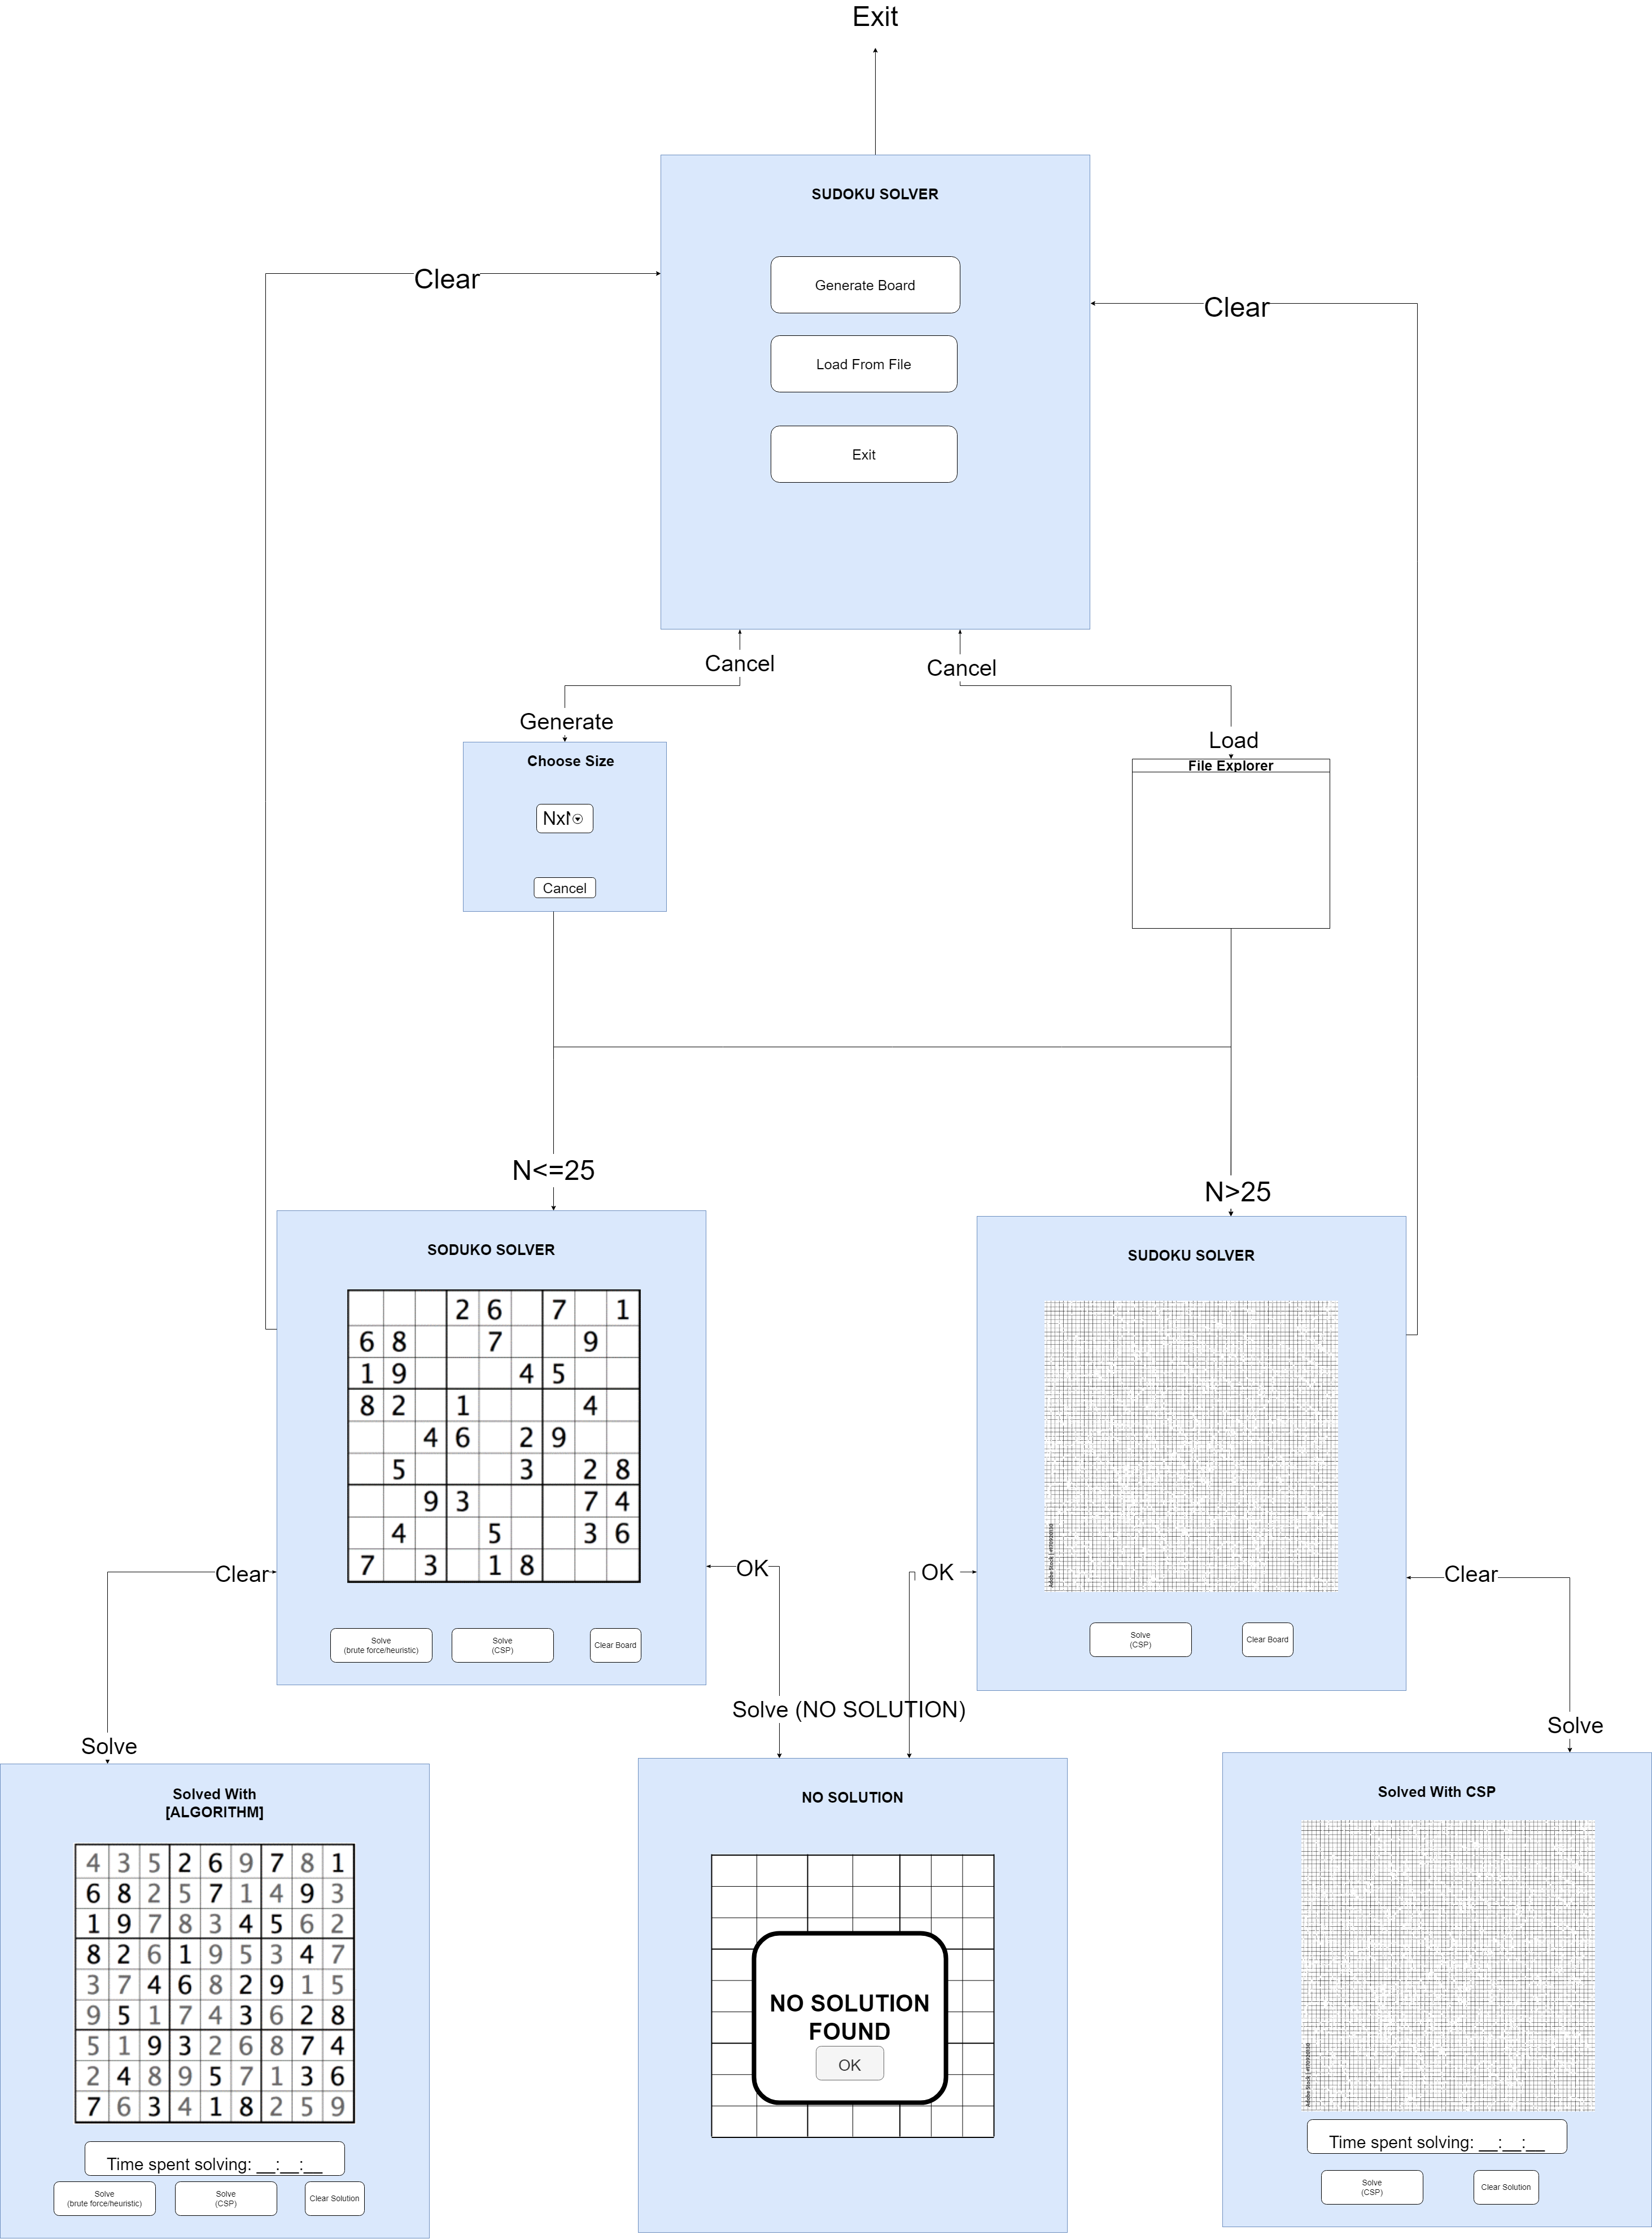 Exit
SUDOKU SOLVER
Generate Board
Clear
Clear
Load From File
Exit
Cancel
Cancel
Generate
Load
Choose Size
File Explorer
Cancel
N<=25
N>25
SODUKO SOLVER
SUDOKU SOLVER
2 6 7 1
6 8 7 9
1 9 4 5
8 2 1 4
4 6 2 9
5 3 2 8
9 3 7 4
4 5 3 6
7 3 1 8
Clear
OK
OK
Clear
Solve
(brute force/heuristic)
Solve
(CSP)
Clear Board
Solve
(CSP)
Clear Board
Solve (NO SOLUTION)
Solve
Solve
Solved With
[ALGORITHM]
4 3 5 2 6 9 7 8 1
6 8 2 5 7 1 4 9 3
1 9 7 8 3 4 5 6 2
8 2 6 1 9 5 3 4 7
3 7 4 6 8 2 9 1 5
9 5 1 7 4 3 6 2 8
5 1 9 3 2 6 8 7 4
2 4 8 9 5 7 1 3 6
7 6 3 4 1 8 2 5 9
Time spent solving: __:__:__
Solve
(brute force/heuristic)
Solve
(CSP)
Clear Solution
NO SOLUTION
NO SOLUTION
FOUND
OK
Solved With CSP
Time spent solving: __:__:__
Solve
(CSP)
Clear Solution